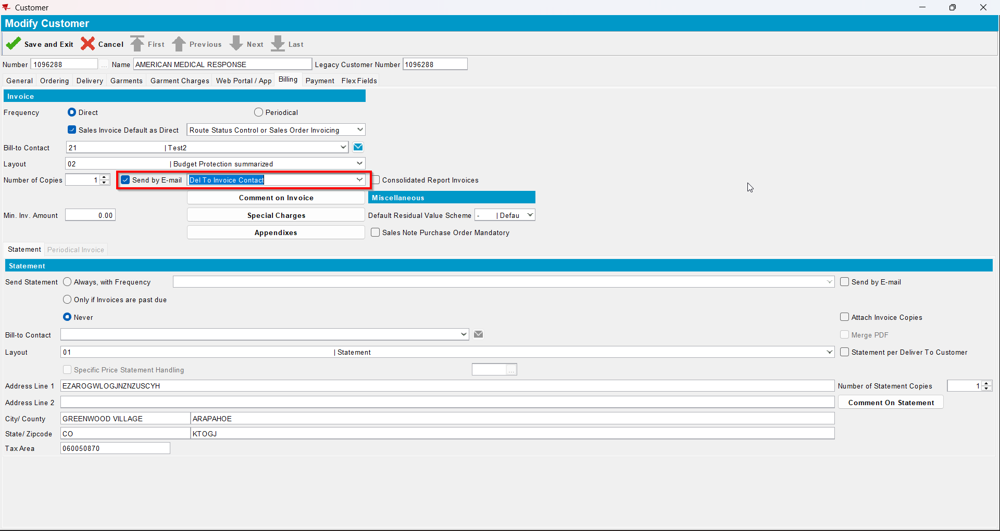 Customer
Modify Customer
Save and Exit Cancel First Previous Next Last
Number 1096288 ... Name AMERICAN MEDICAL RESPONSE Legacy Customer Number 1096288
General Ordering Delivery Garments Garment Charges Web Portal / App Billing Payment Flex Fields
Invoice
Frequency Direct Periodical
Sales Invoice Default as Direct Route Status Control or Sales Order Invoicing
Bill-to Contact 21 | Test2
Layout 02 | Budget Protection summarized
Number of Copies 1 Send by E-mail Del To Invoice Contact Consolidated Report Invoices
Comment on Invoice Miscellaneous
Min. Inv. Amount 0.00 Special Charges Default Residual Value Scheme - | Defau
Appendixes Sales Note Purchase Order Mandatory
Statement Periodical Invoice
Statement
Send Statement Always, with Frequency Send by E-mail
Only if Invoices are past due
Never Attach Invoice Copies
Bill-to Contact Merge PDF
Layout 01 | Statement Statement per Deliver To Customer
Specific Price Statement Handling ...
Address Line 1 EZAROGWLOGJNZNZUSCYH Number of Statement Copies 1
Address Line 2 Comment On Statement
City/ County GREENWOOD VILLAGE ARAPAHOE
State/ Zipcode CO KTOGJ
Tax Area 060050870